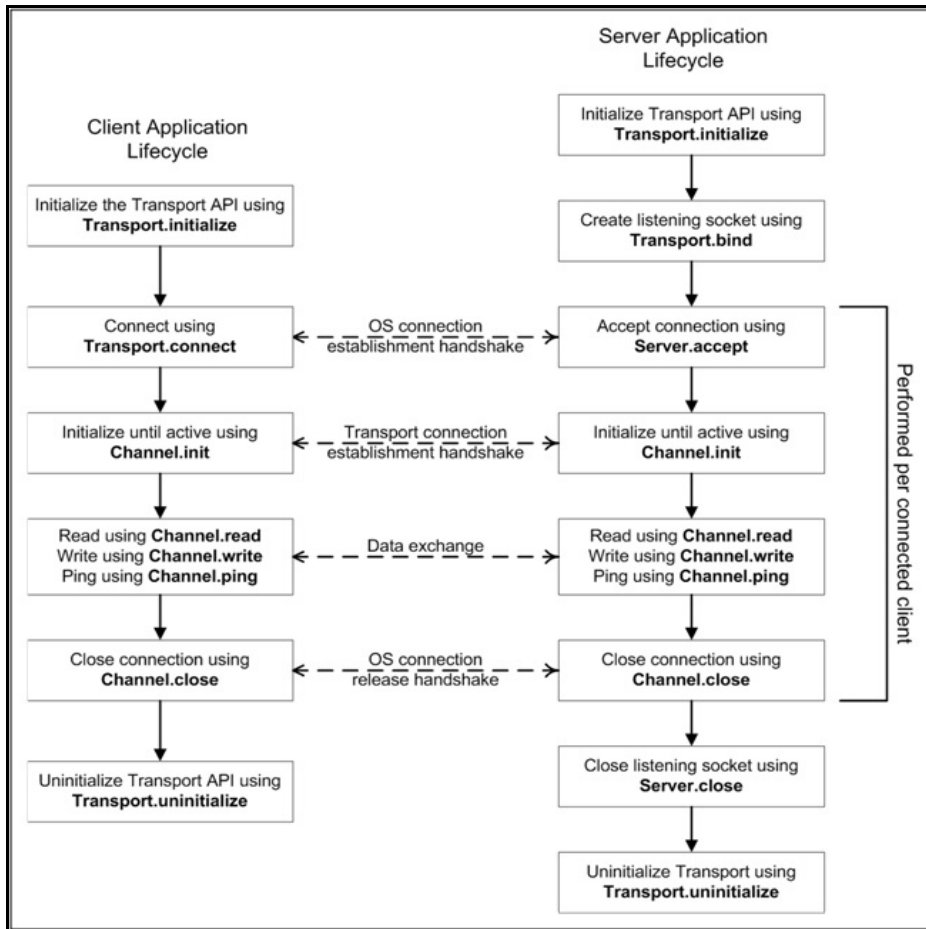 Client Application
Lifecycle
Initialize the Transport API using
Transport.initialize
Connect using
Transport.connect
Initialize until active using
Channel.init
Read using Channel.read
Write using Channel.write
Ping using Channel.ping
Close connection using
Channel.close
Uninitialize Transport API using
Transport.uninitialize
OS connection
establishment handshake
Transport connection
establishment handshake
Data exchange
OS connection
release handshake
Server Application
Lifecycle
Initialize Transport API using
Transport.initialize
Create listening socket using
Transport.bind
Accept connection using
Server.accept
Initialize until active using
Channel.init
Read using Channel.read
Write using Channel.write
Ping using Channel.ping
Close connection using
Channel.close
Close listening socket using
Server.close
Uninitialize Transport using
Transport.uninitialize
Performed per connected client